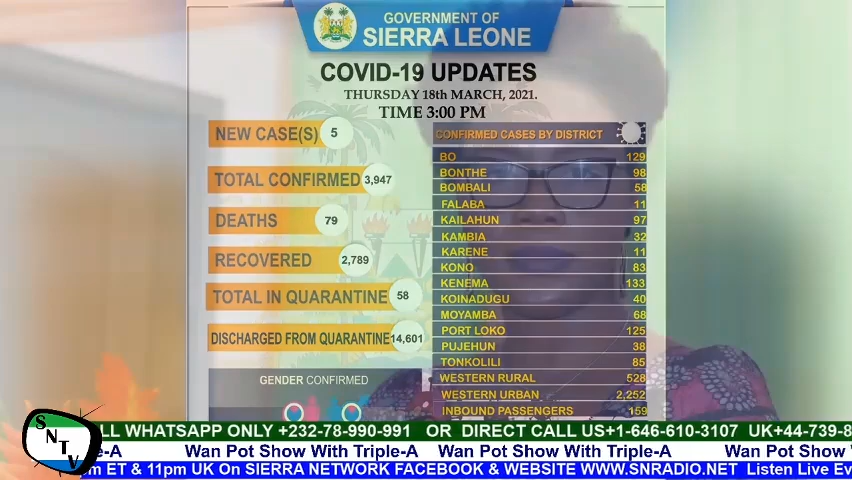 GOVERNMENT OF
SIERRA LEONE
COVID-19 UPDATES
THURSDAY 18th MARCH, 2021.
TIME 3:00 PM
NEW CASE(S) 5
TOTAL CONFIRMED 3,947
DEATHS 79
RECOVERED 2,789
TOTAL IN QUARANTINE 58
DISCHARGED FROM QUARANTINE 14,601
GENDER CONFIRMED
CONFIRMED CASES BY DISTRICT
BO 129
BONTHE 98
BOMBALI 58
FALABA 11
KAILAHUN 97
KAMBIA 32
KARENE 11
KONO 83
KENEMA 133
KOINADUGU 40
MOYAMBA 68
PORT LOKO 125
PUJEHUN 38
TONKOLILI 85
WESTERN RURAL 528
WESTERN URBAN 2,252
INBOUND PASSENGERS 159
SNTV
LL WHATSAPP ONLY +232-78-990-991 OR DIRECT CALL US+1-646-610-3107 UK+44-739-8
e-A Wan Pot Show With Triple-A Wan Pot Show With Triple-A Wan Pot Sho
m ET & 11pm UK On SIERRA NETWORK FACEBOOK & WEBSITE WWW.SNRADIO.NET Listen Live Ev